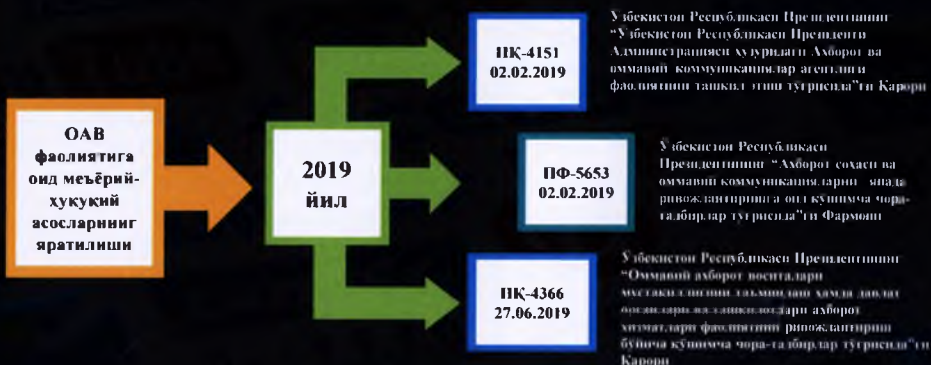 ОАВ
фаолиятига
оид меъёрий-
ҳуқуқий
асосларнинг
яратилиши
2019
йил
ПҚ-4151
02.02.2019
Ўзбекистон Республикаси Президентининг
“Ўзбекистон Республикаси Президенти
Администрацияси ҳузуридаги Ахборот ва
оммавий коммуникациялар агентлиги
фаолиятини ташкил этиш тўғрисида”ги Қарори
ПФ-5653
02.02.2019
Ўзбекистон Республикаси
Президентининг “Ахборот соҳаси ва
оммавий коммуникацияларни янада
ривожлантиришга оид қўшимча чора-
тадбирлар тўғрисида”ги Фармони
ПҚ-4366
27.06.2019
Ўзбекистон Республикаси Президентининг
“Оммавий ахборот воситалари
мустақиллигини таъминлаш ҳамда давлат
органлари ва ташкилотлари ахборот
хизматлари фаолиятини ривожлантириш
бўйича қўшимча чора-тадбирлар тўғрисида”ги
Қарори